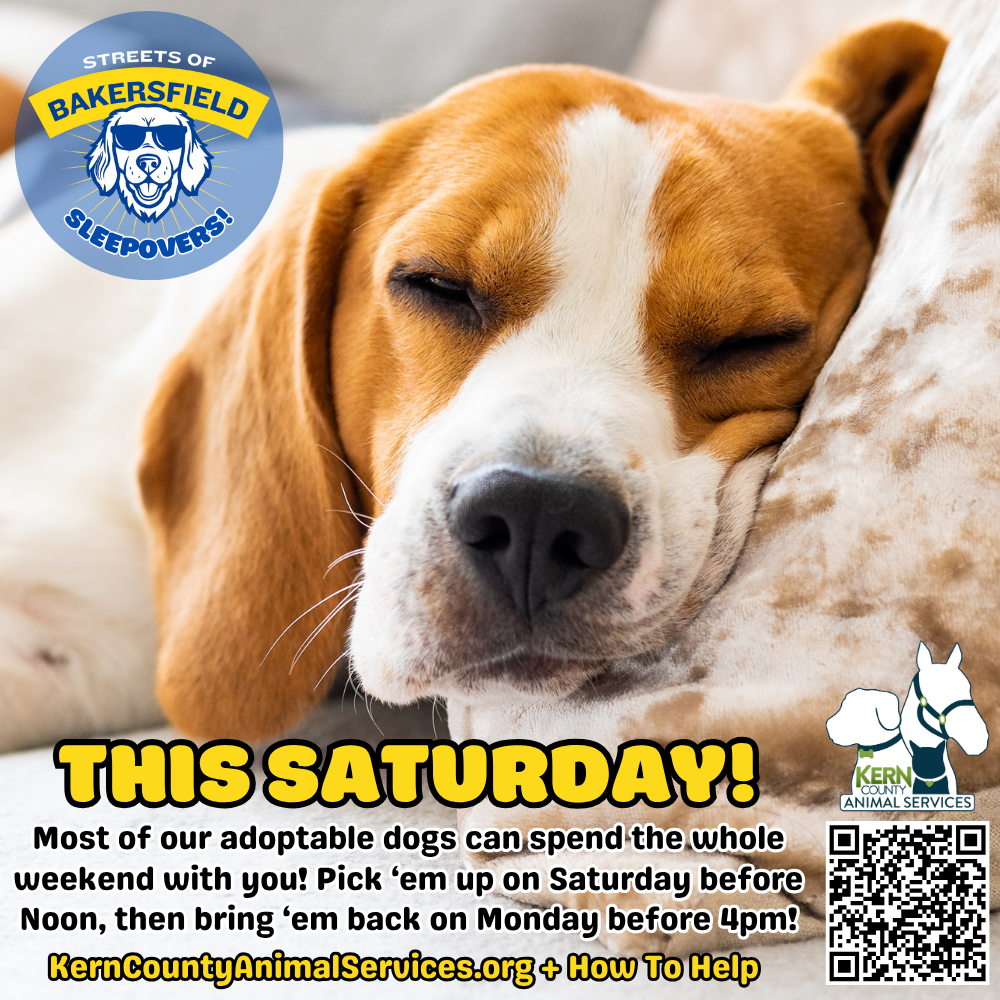 STREETS OF
BAKERSFIELD
SLEEPOVERS!
THIS SATURDAY!
Most of our adoptable dogs can spend the whole
weekend with you! Pick ‘em up on Saturday before
Noon, then bring ‘em back on Monday before 4pm!
KernCountyAnimalServices.org + How To Help
KERN
COUNTY
ANIMAL SERVICES